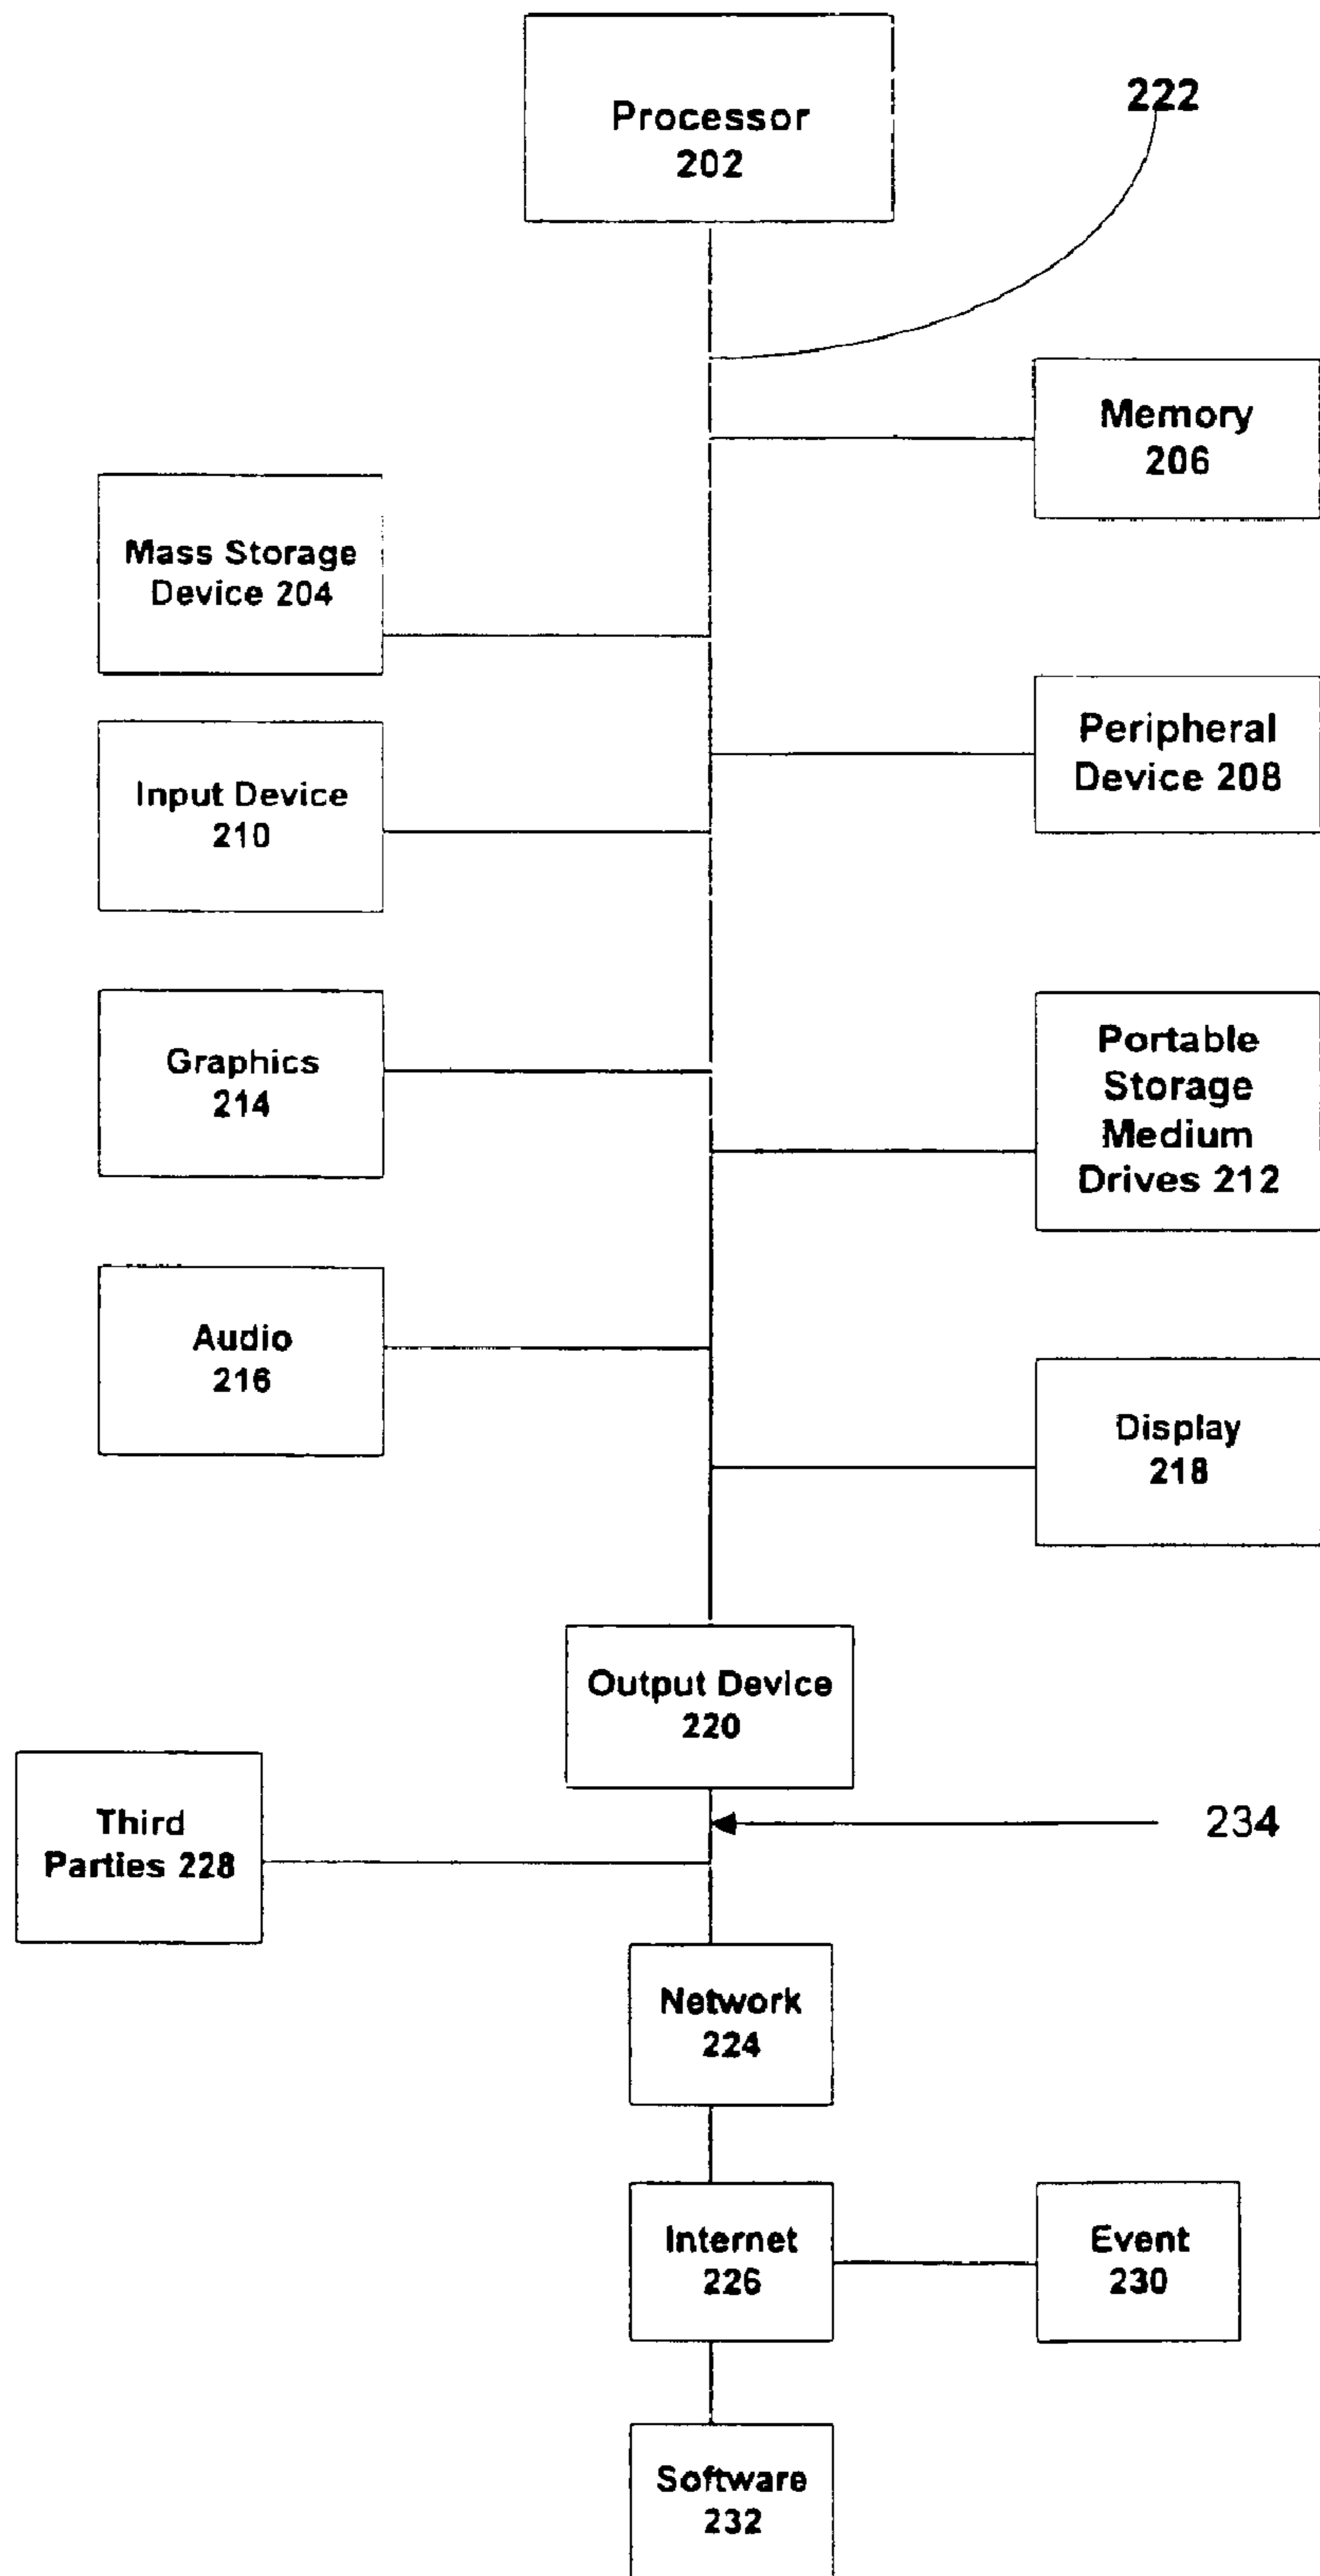 Processor
202
222
Memory
206
Mass Storage
Device 204
Peripheral
Device 208
Input Device
210
Portable
Storage
Medium
Drives 212
Graphics
214
Audio
216
Display
218
Output Device
220
Third
Parties 228
234
Network
224
Internet
226
Event
230
Software
232